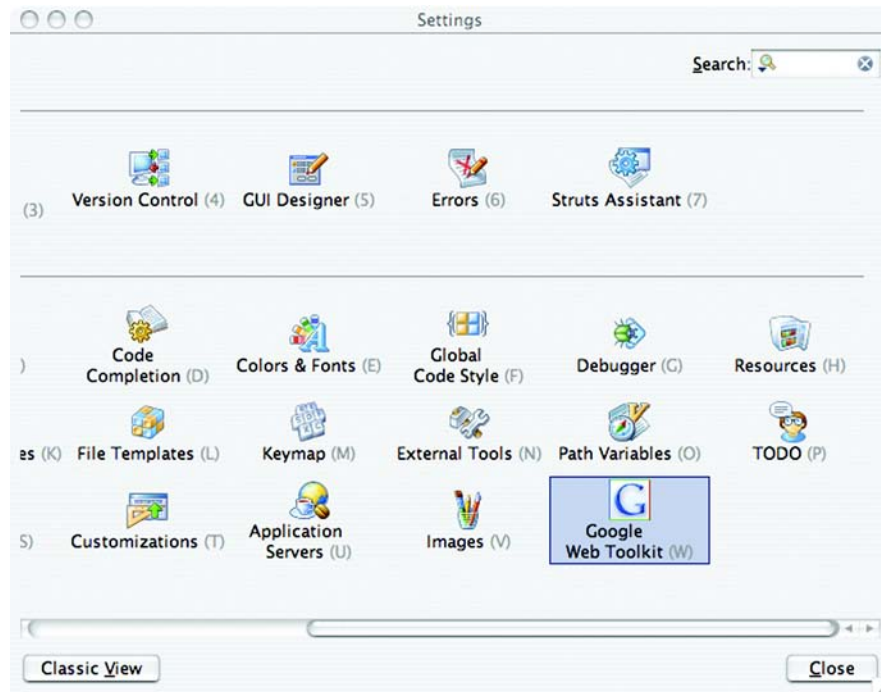 Settings
Search:
(3)
Version Control (4)
GUI Designer (5)
Errors (6)
Struts Assistant (7)
)
Code
Completion (D)
Colors & Fonts (E)
Global
Code Style (F)
Debugger (G)
Resources (H)
es (K)
File Templates (L)
Keymap (M)
External Tools (N)
Path Variables (O)
TODO (P)
S)
Customizations (T)
Application
Servers (U)
Images (V)
G
Google
Web Toolkit (W)
Classic View
Close